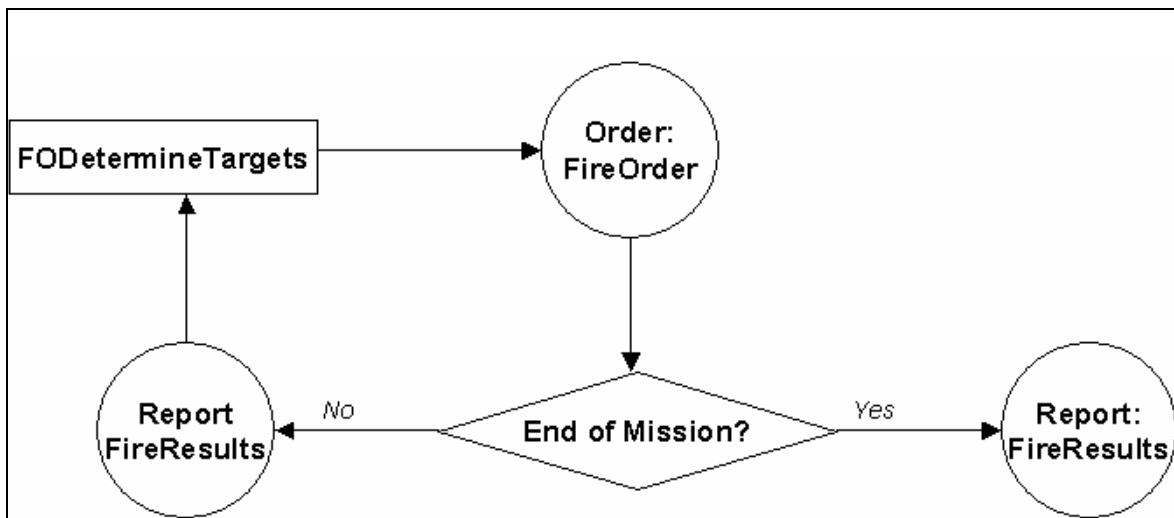 Order:
FireOrder
FODetermineTargets
No
Yes
Report
FireResults
End of Mission?
Report:
FireResults